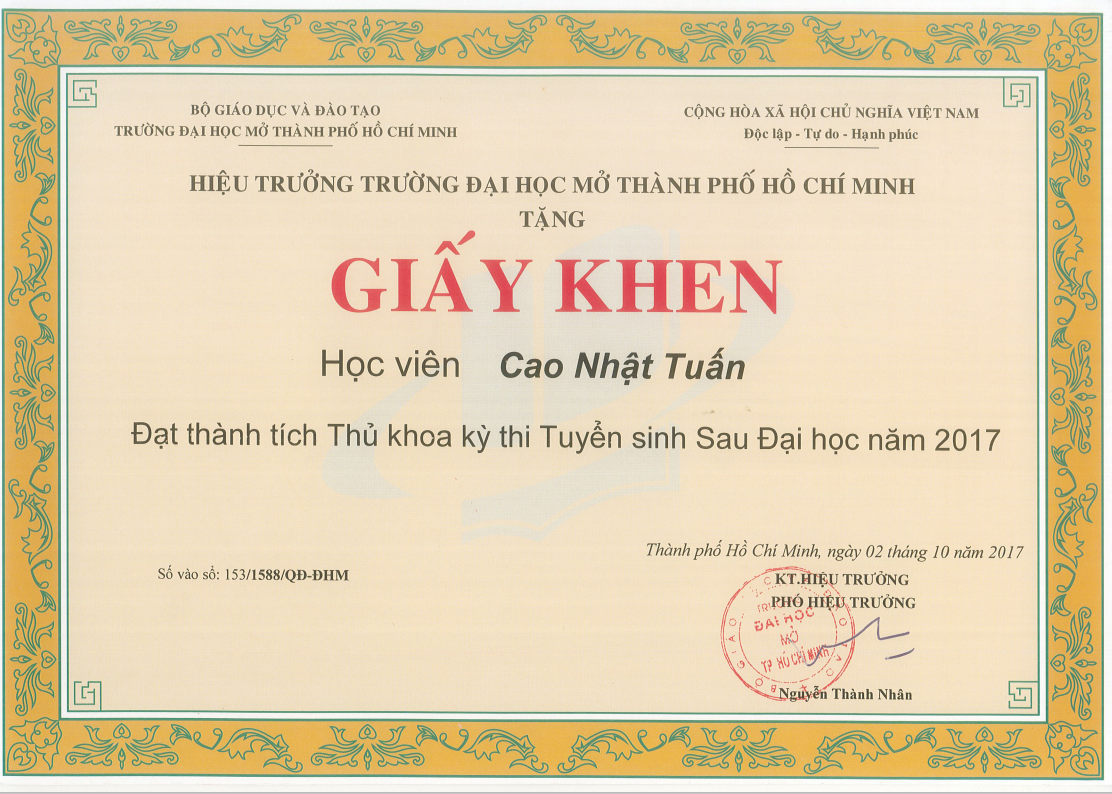 BỘ GIÁO DỤC VÀ ĐÀO TẠO
TRƯỜNG ĐẠI HỌC MỞ THÀNH PHỐ HỒ CHÍ MINH
CỘNG HÒA XÃ HỘI CHỦ NGHĨA VIỆT NAM
Độc lập - Tự do - Hạnh phúc
HIỆU TRƯỞNG TRƯỜNG ĐẠI HỌC MỞ THÀNH PHỐ HỒ CHÍ MINH
TẶNG
GIẤY KHEN
Học viên Cao Nhật Tuấn
Đạt thành tích Thủ khoa kỳ thi Tuyển sinh Sau Đại học năm 2017
Thành phố Hồ Chí Minh, ngày 02 tháng 10 năm 2017
Số vào sổ: 153/1588/QĐ-ĐHM
KT.HIỆU TRƯỞNG
PHÓ HIỆU TRƯỞNG
TRƯỜNG
ĐẠI HỌC
MỞ
TP HỒ CHÍ MINH
BỘ GIÁO
ĐÀO TẠO
Nguyễn Thành Nhân